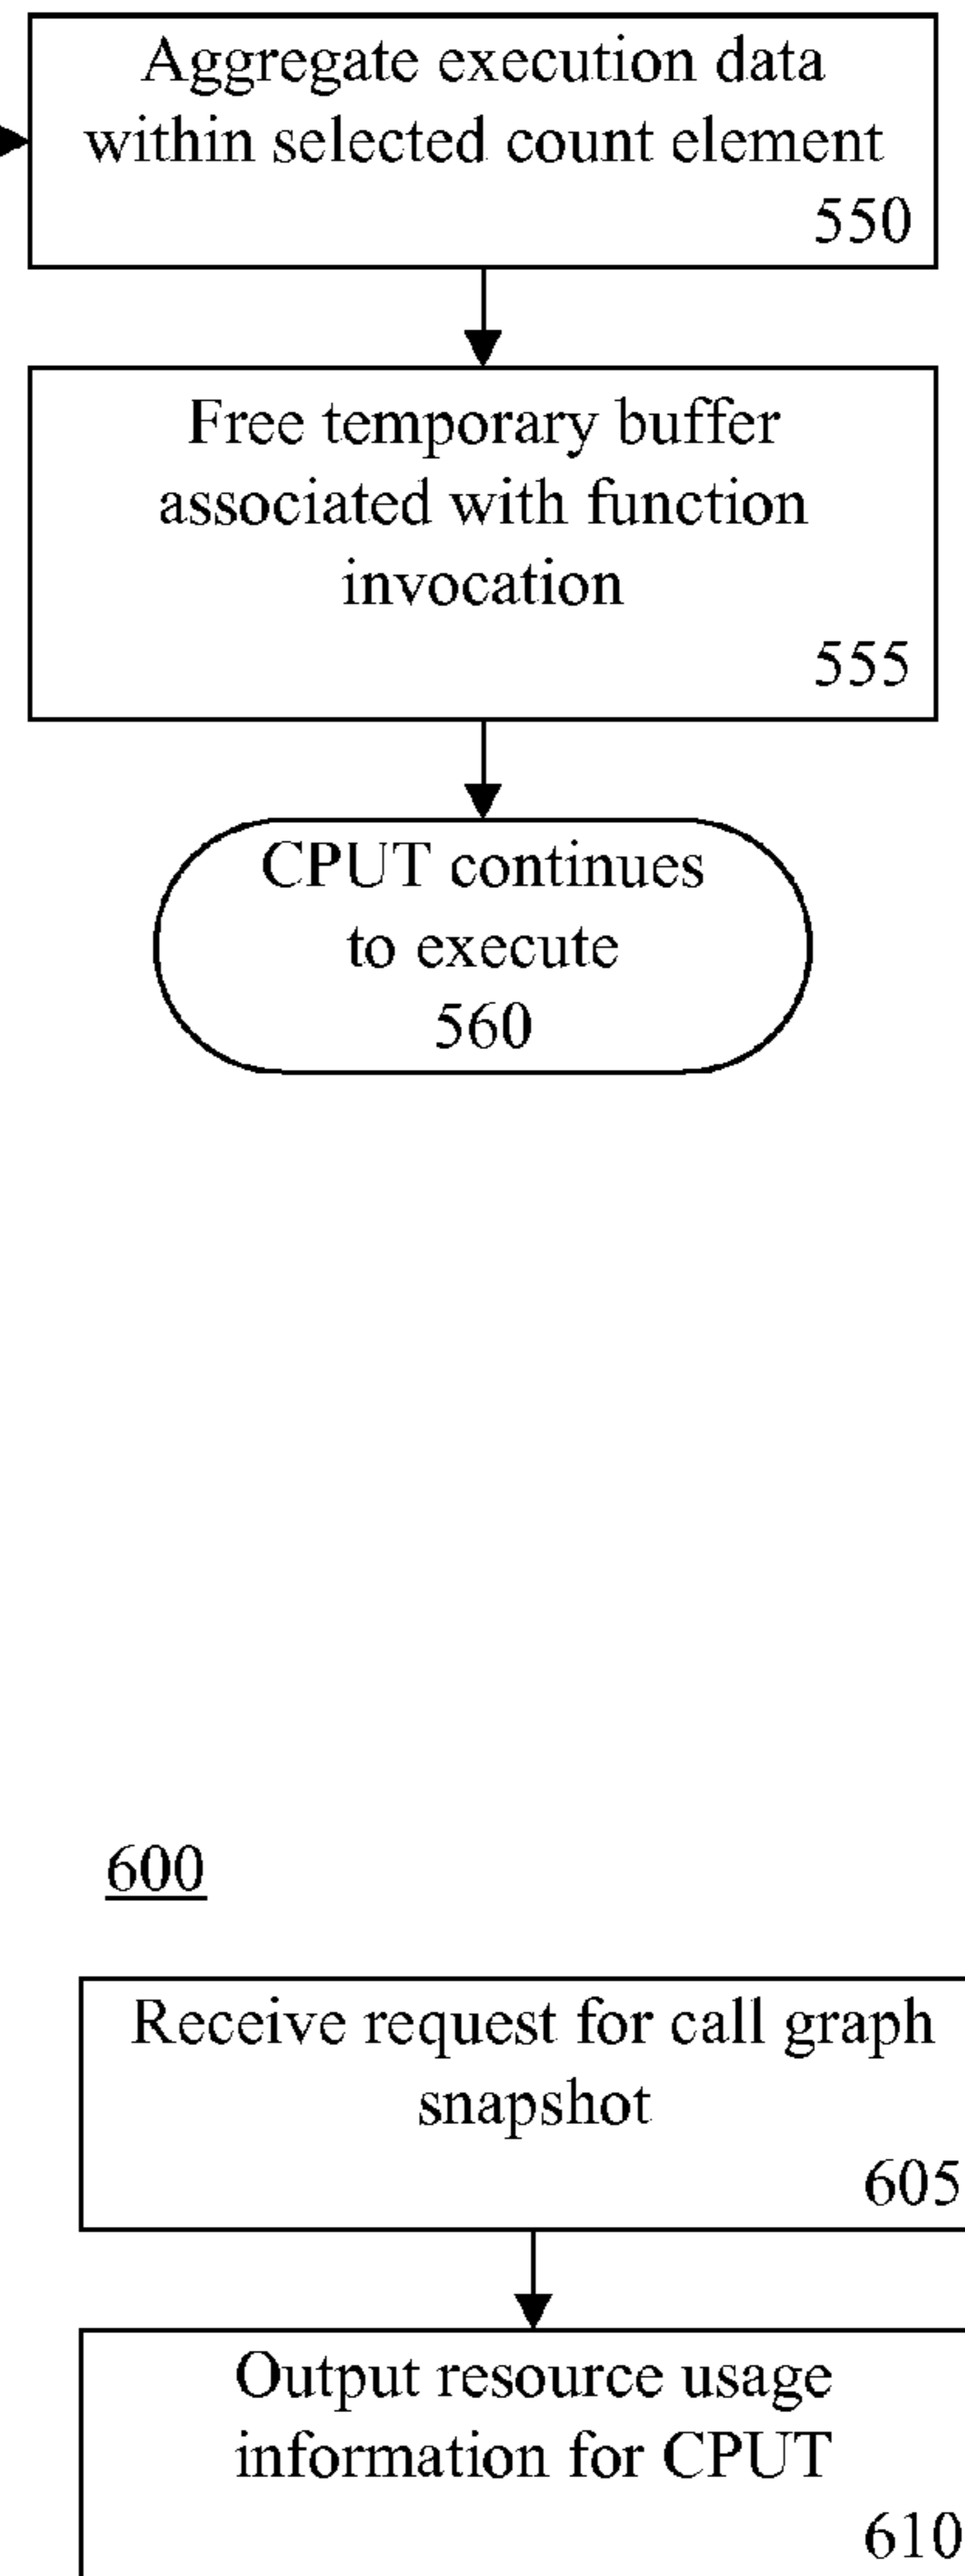 Aggregate execution data
within selected count element
550
Free temporary buffer
associated with function
invocation
555
CPUT continues
to execute
560
600
Receive request for call graph
snapshot
605
Output resource usage
information for CPUT
610